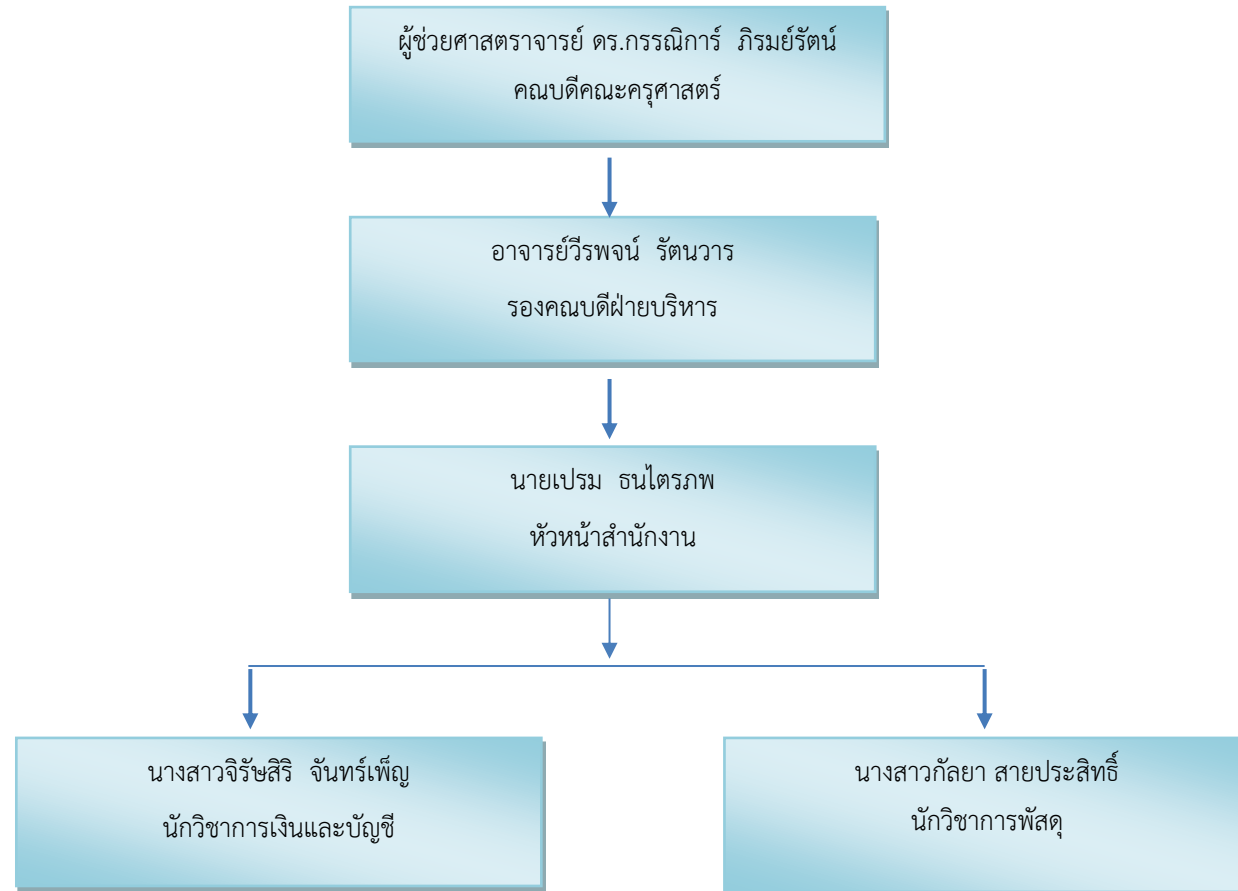 ผู้ช่วยศาสตราจารย์ ดร.กรรณิการ์  ภิรมย์รัตน์
คณบดีคณะครุศาสตร์
อาจารย์วีรพจน์  รัตนวาร
รองคณบดีฝ่ายบริหาร
นายเปรม  ธนไตรภพ
หัวหน้าสำนักงาน
นางสาวจิรัษสิริ  จันทร์เพ็ญ
นักวิชาการเงินและบัญชี
นางสาวกัลยา สายประสิทธิ์
นักวิชาการพัสดุ